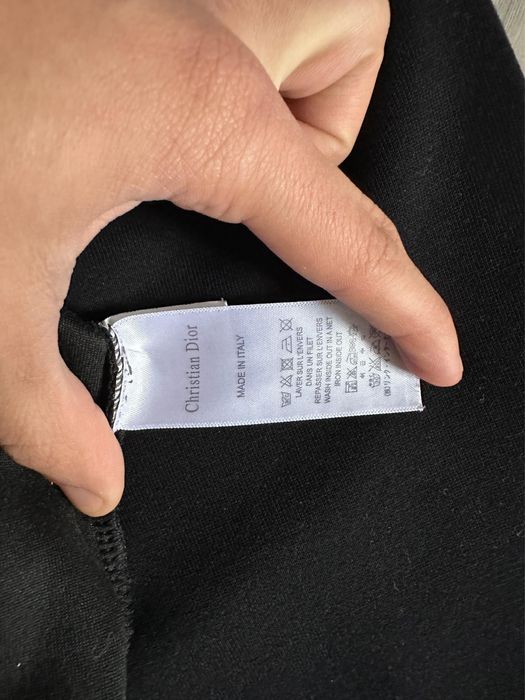 Christian Dior
MADE IN ITALY
LAVER SUR L'ENVERS
DANS UN FILET
REPASSER SUR L'ENVERS
WASH INSIDE OUT IN A NET
IRON INSIDE OUT